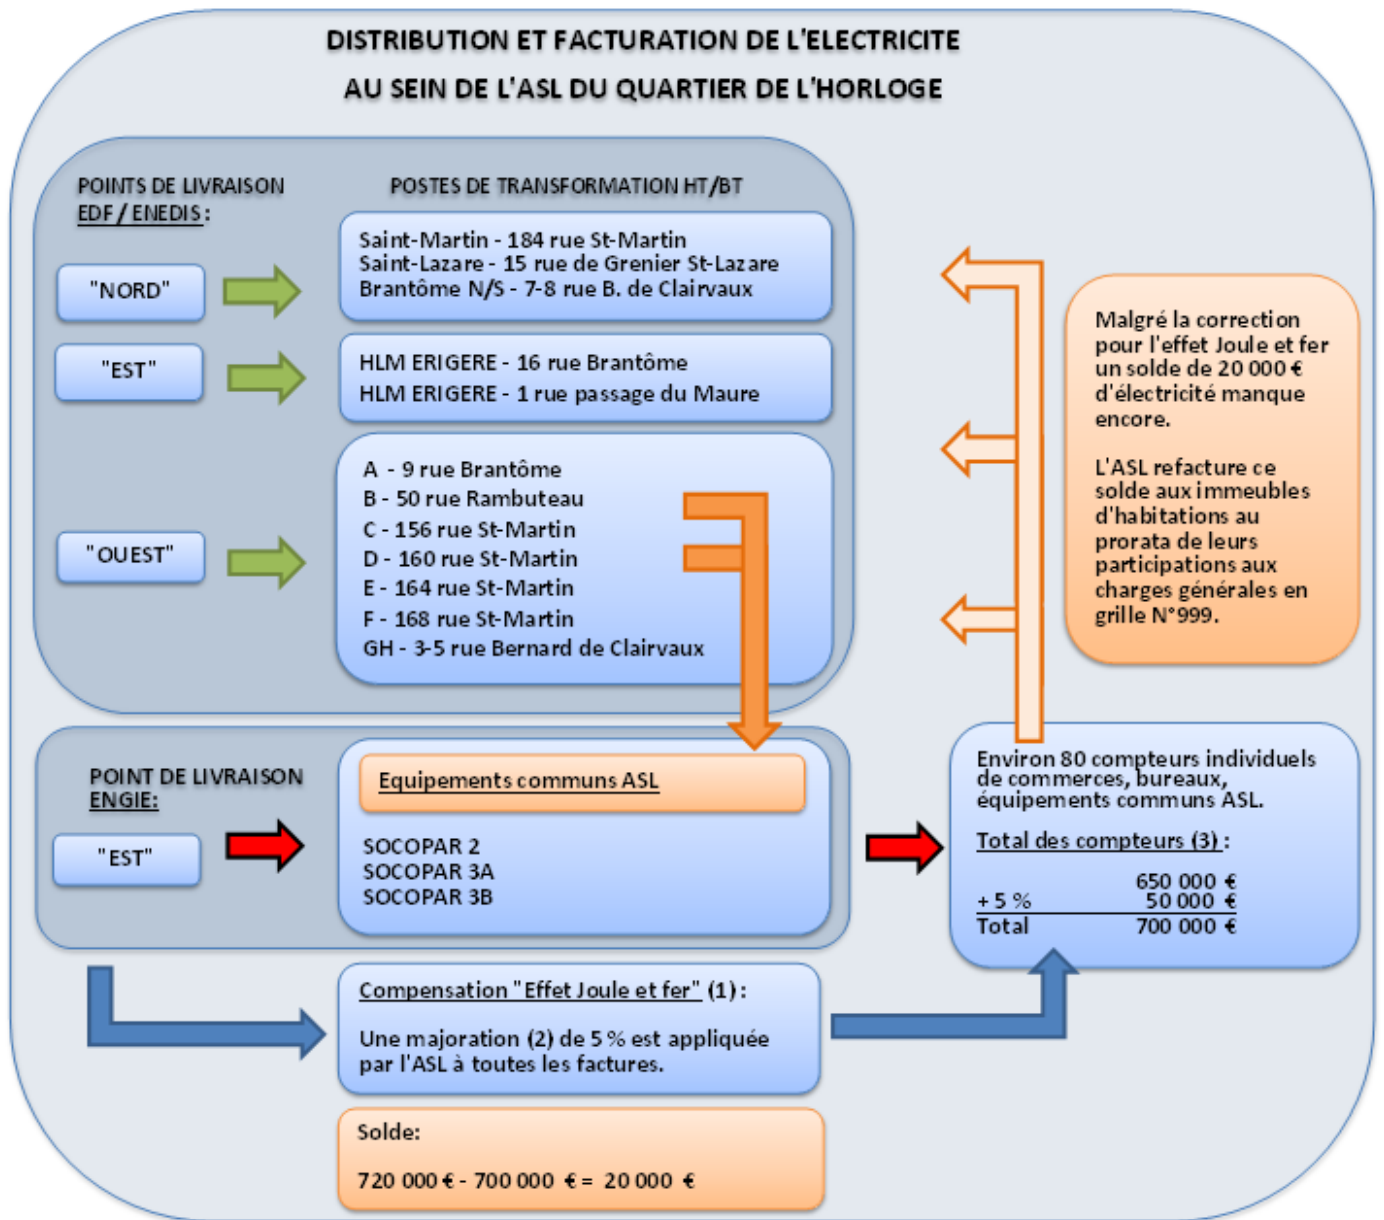 DISTRIBUTION ET FACTURATION DE L'ELECTRICITE
AU SEIN DE L'ASL DU QUARTIER DE L'HORLOGE
POINTS DE LIVRAISON
EDF / ENEDIS :
POSTES DE TRANSFORMATION HT/BT
"NORD"
Saint-Martin - 184 rue St-Martin
Saint-Lazare - 15 rue de Grenier St-Lazare
Brantôme N/S - 7-8 rue B. de Clairvaux
"EST"
HLM ERIGERE - 16 rue Brantôme
HLM ERIGERE - 1 rue passage du Maure
"OUEST"
A - 9 rue Brantôme
B - 50 rue Rambuteau
C - 156 rue St-Martin
D - 160 rue St-Martin
E - 164 rue St-Martin
F - 168 rue St-Martin
GH - 3-5 rue Bernard de Clairvaux
Malgré la correction
pour l'effet Joule et fer
un solde de 20 000 €
d'électricité manque
encore.
L'ASL refacture ce
solde aux immeubles
d'habitations au
prorata de leurs
participations aux
charges générales en
grille N°999.
POINT DE LIVRAISON
ENGIE:
"EST"
Equipements communs ASL
SOCOPAR 2
SOCOPAR 3A
SOCOPAR 3B
Environ 80 compteurs individuels
de commerces, bureaux,
équipements communs ASL.
Total des compteurs (3) :
650 000 €
+ 5 % 50 000 €
Total 700 000 €
Compensation "Effet Joule et fer" (1) :
Une majoration (2) de 5 % est appliquée
par l'ASL à toutes les factures.
Solde:
720 000 € - 700 000 € = 20 000 €